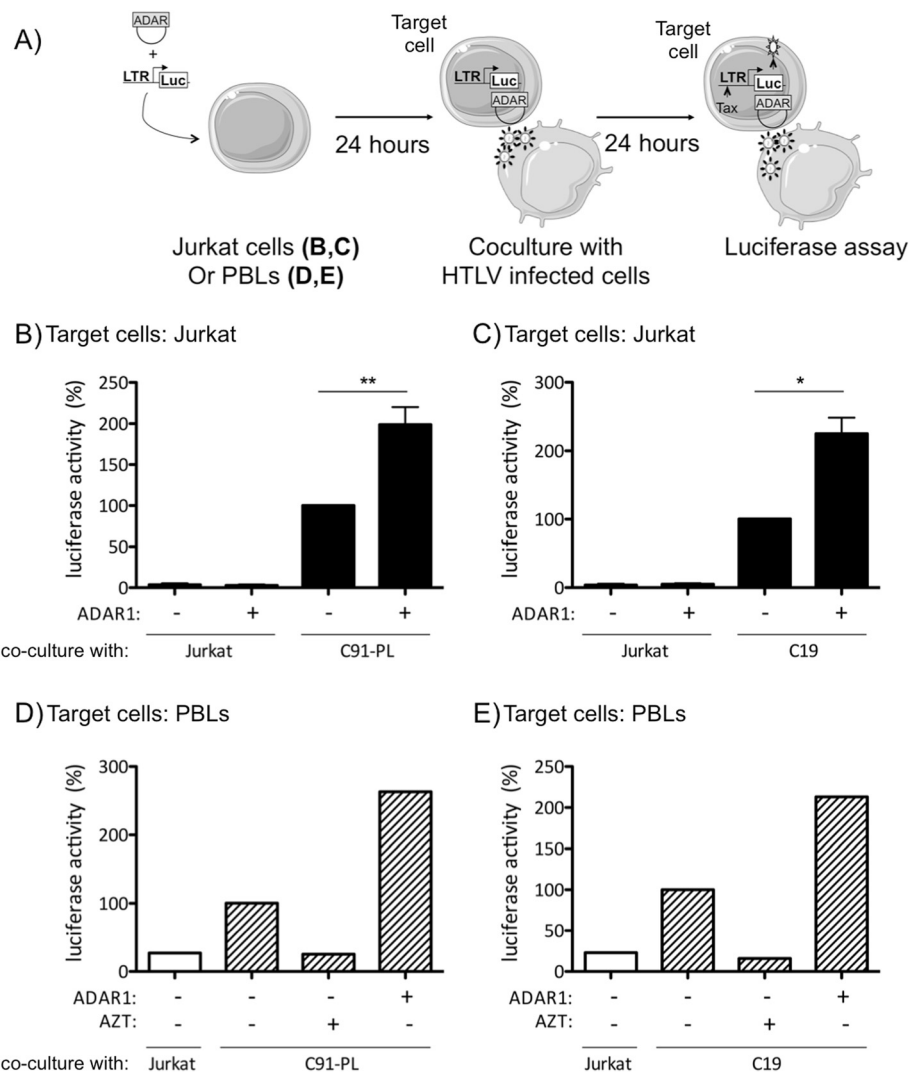 A)
ADAR
+
LTR Luc
Target
cell
LTR Luc
ADAR
Target
cell
LTR Luc
Tax ADAR
24 hours
24 hours
Jurkat cells (B,C)
Or PBLs (D,E)
Coculture with
HTLV infected cells
Luciferase assay
B) Target cells: Jurkat
luciferase activity (%)
250
200
150
100
50
0
**
ADAR1: - + - +
co-culture with: Jurkat C91-PL
C) Target cells: Jurkat
luciferase activity (%)
300
200
100
0
*
ADAR1: - + - +
Jurkat C19
D) Target cells: PBLs
luciferase activity (%)
300
200
100
0
ADAR1: - - - +
AZT: - - + -
co-culture with: Jurkat C91-PL
E) Target cells: PBLs
luciferase activity (%)
250
200
150
100
50
0
ADAR1: - - - +
AZT: - - + -
Jurkat C19